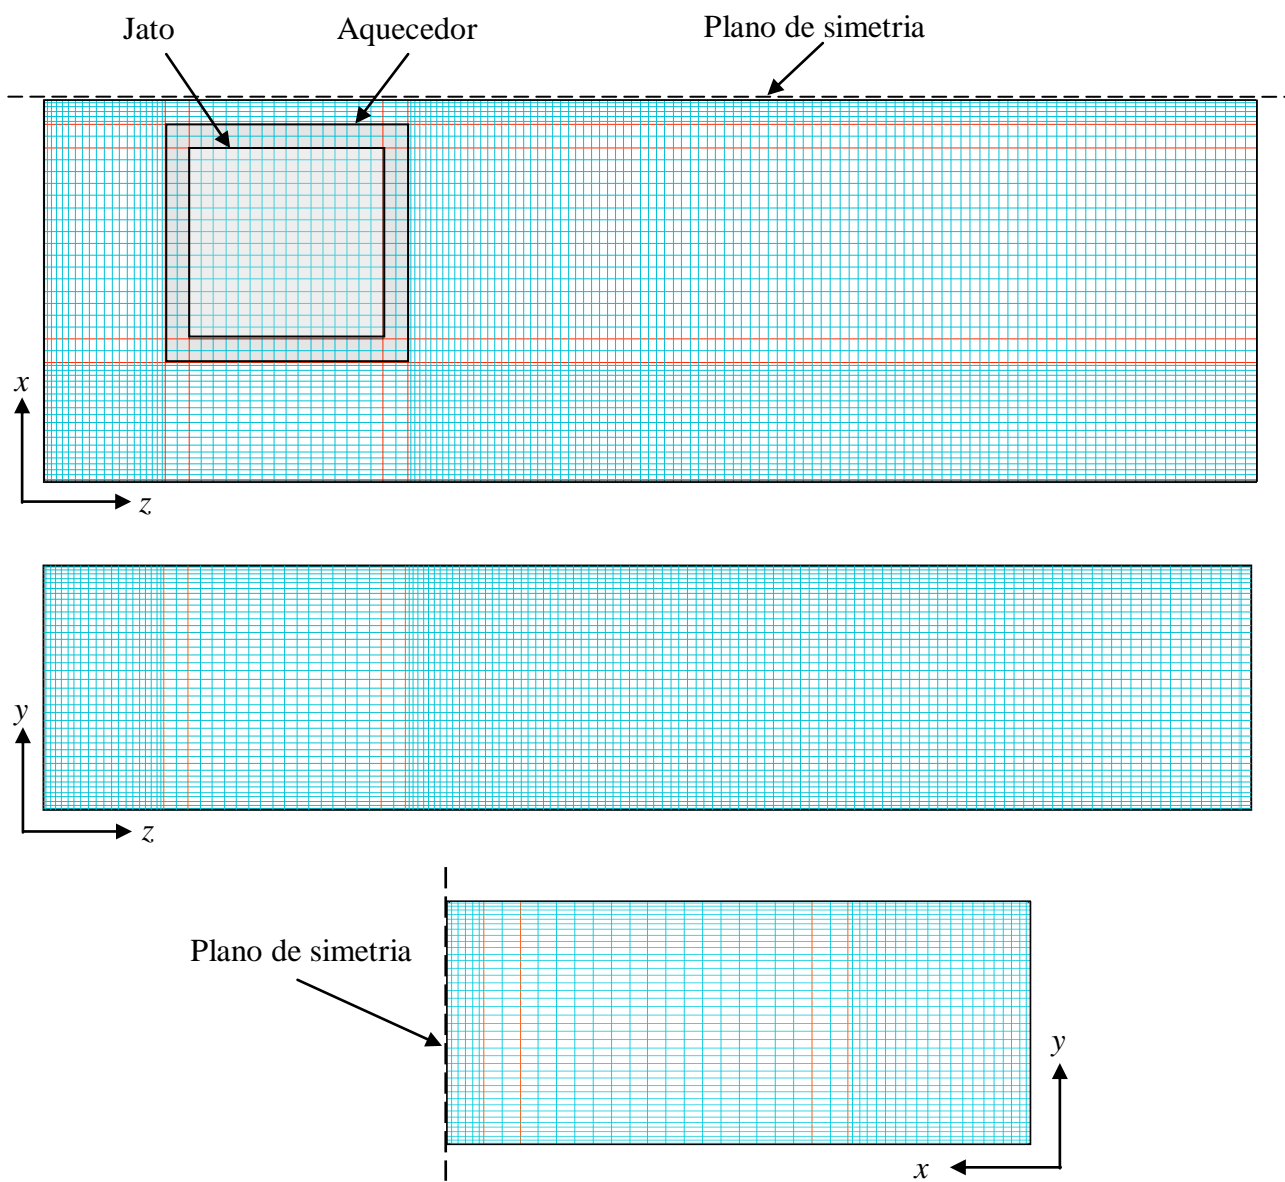 Jato
Aquecedor
Plano de simetria
x
z
y
z
Plano de simetria
y
x